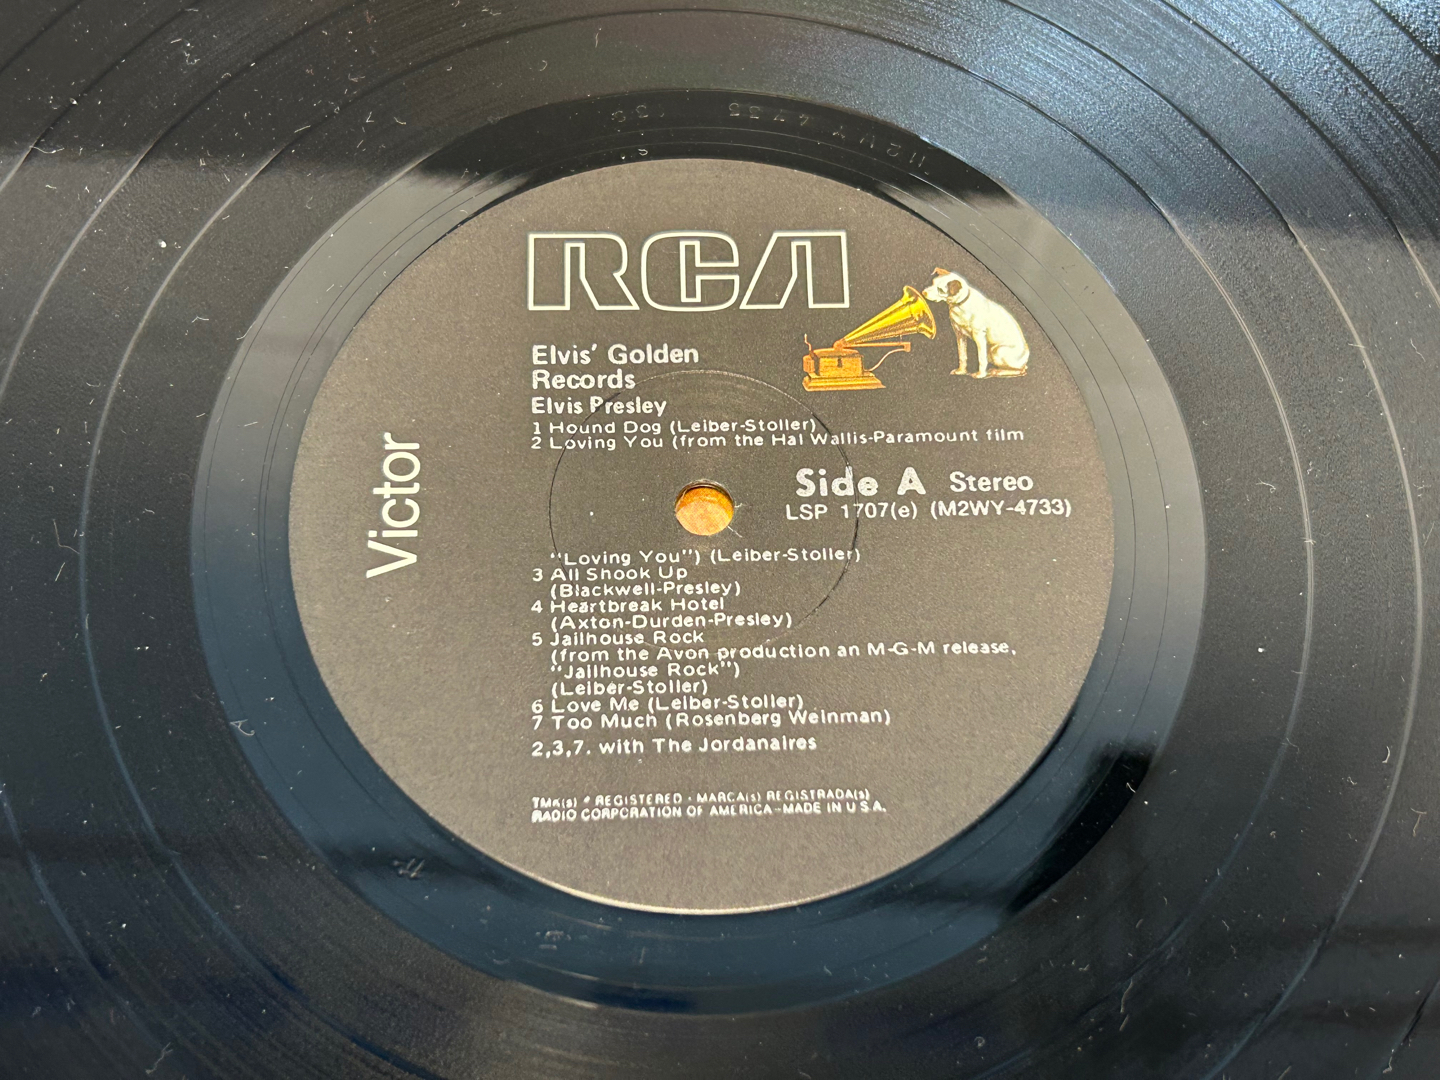 RCA
Elvis' Golden
Records
Elvis Presley
1 Hound Dog (Leiber-Stoller)
2 Loving You (from the Hal Wallis-Paramount film
Side A Stereo
LSP 1707(e) (M2WY-4733)
Victor
"Loving You") (Leiber-Stoller)
3 All Shook Up
(Blackwell-Presley)
4 Heartbreak Hotel
(Axton-Durden-Presley)
5 Jailhouse Rock
(from the Avon production an M-G-M release,
"Jailhouse Rock")
(Leiber-Stoller)
6 Love Me (Leiber-Stoller)
7 Too Much (Rosenberg Weinman)
2,3,7. with The Jordanaires
TMK(s) ® REGISTERED • MARCA(s) REGISTRADA(s)
RADIO CORPORATION OF AMERICA–MADE IN U.S.A.